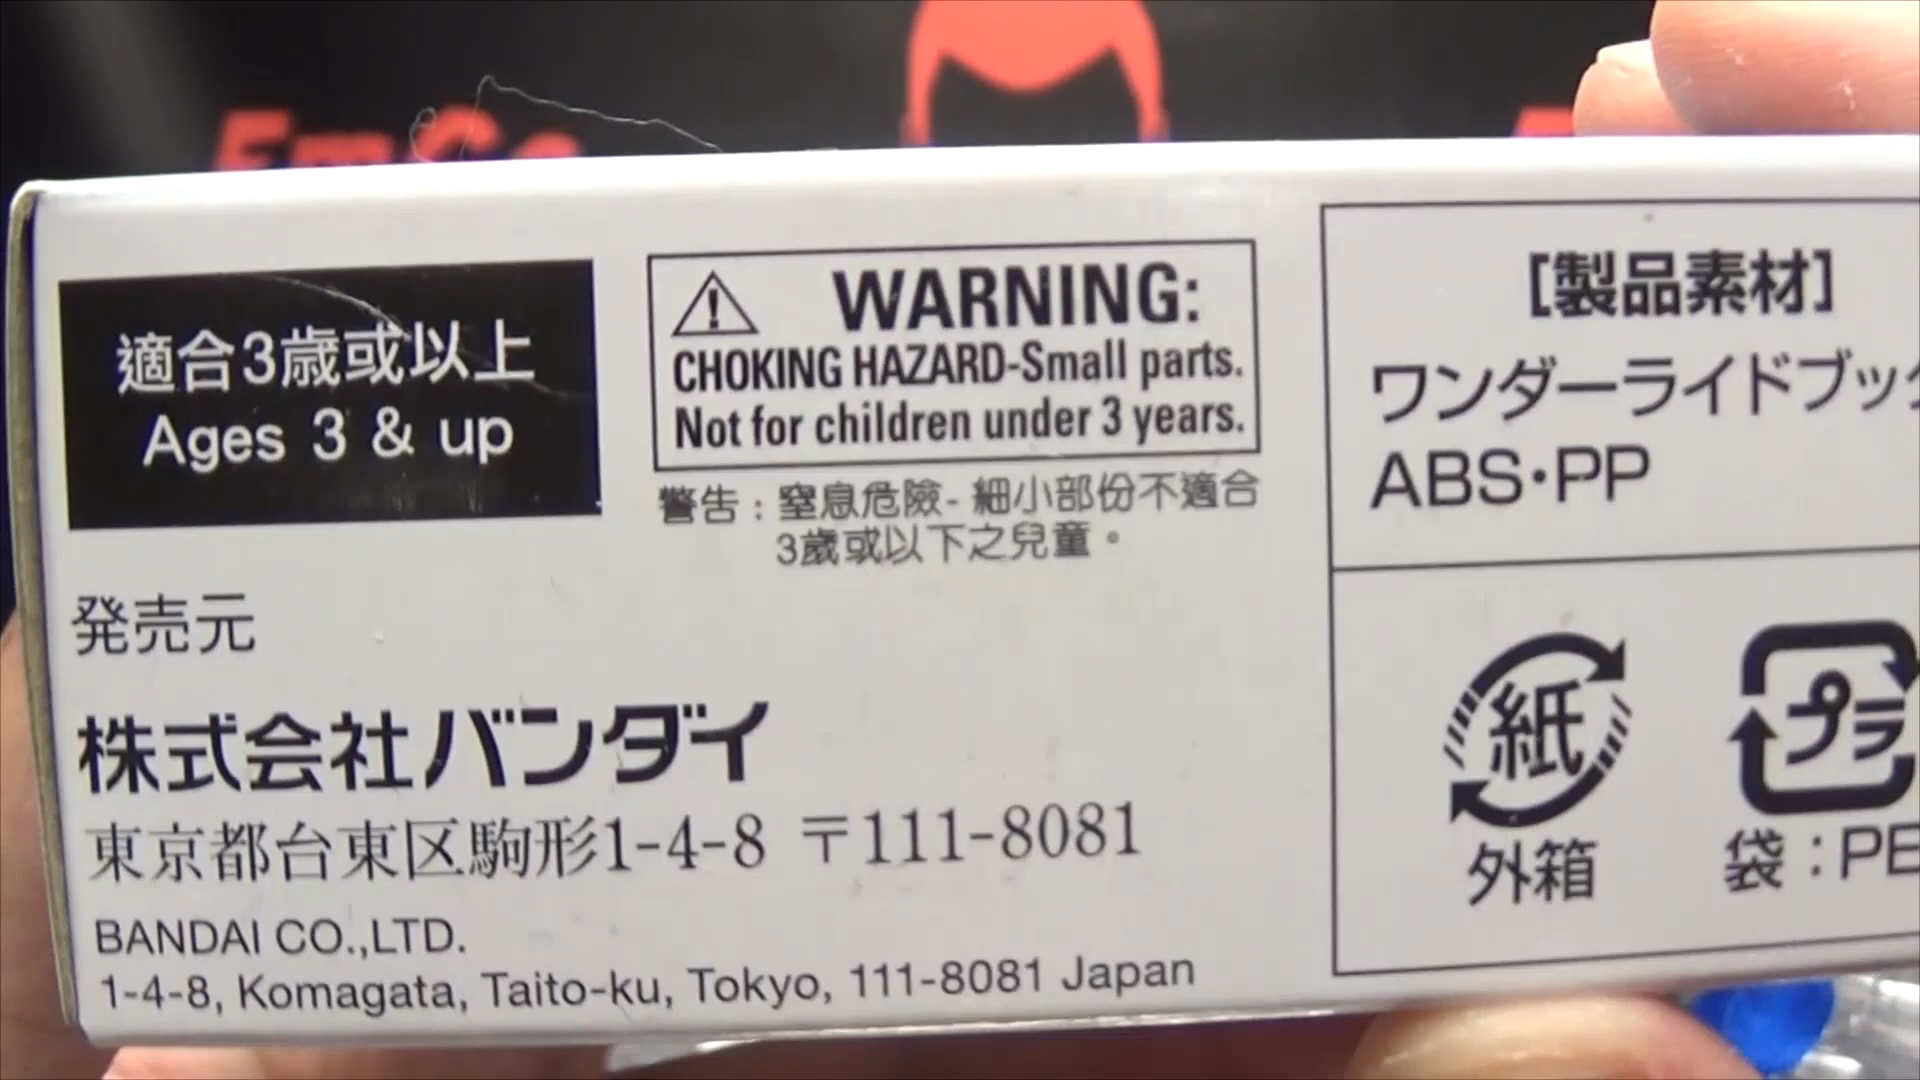 適合3歳或以上
Ages 3 & up
WARNING:
CHOKING HAZARD-Small parts.
Not for children under 3 years.
警告：窒息危險-細小部份不適合
3歲或以下之兒童。
発売元
株式会社バンダイ
東京都台東区駒形1-4-8 〒111-8081
BANDAI CO.,LTD.
1-4-8, Komagata, Taito-ku, Tokyo, 111-8081 Japan
[製品素材]
ワンダーライドブック
ABS・PP
紙
外箱
プラ
袋：PE